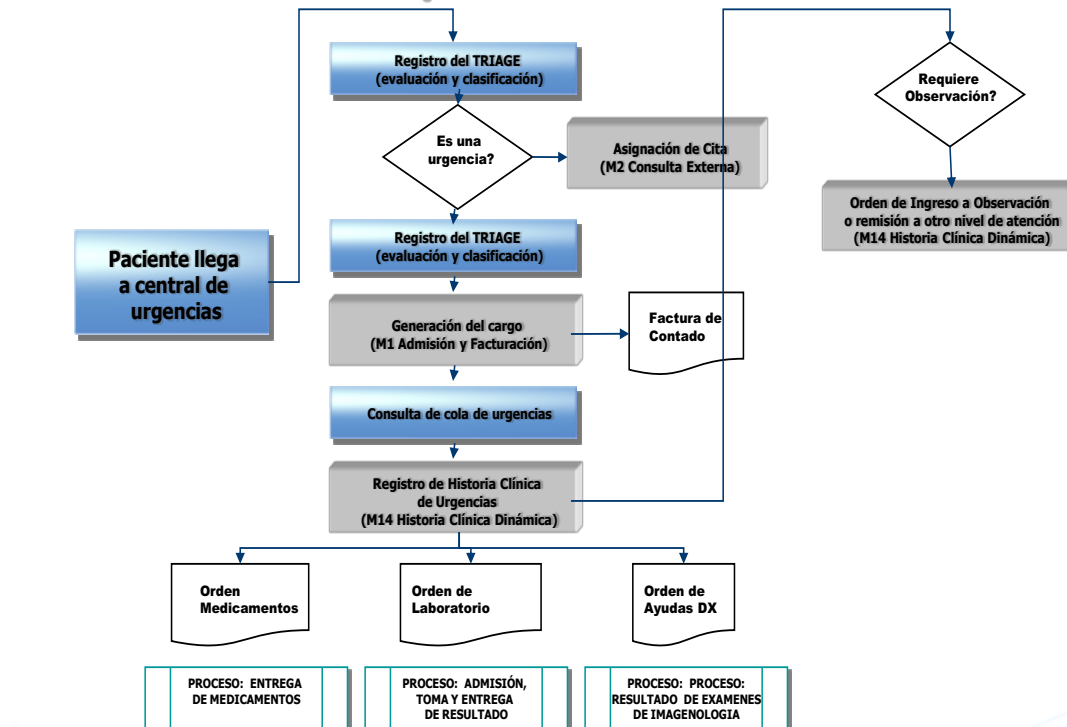 Registro del TRIAGE
(evaluación y clasificación)
Requiere
Observación?
Es una
urgencia?
Asignación de Cita
(M2 Consulta Externa)
Orden de Ingreso a Observación
o remisión a otro nivel de atención
(M14 Historia Clínica Dinámica)
Registro del TRIAGE
(evaluación y clasificación)
Paciente llega
a central de
urgencias
Generación del cargo
(M1 Admisión y Facturación)
Factura de
Contado
Consulta de cola de urgencias
Registro de Historia Clínica
de Urgencias
(M14 Historia Clínica Dinámica)
Orden
Medicamentos
Orden de
Laboratorio
Orden de
Ayudas DX
PROCESO: ENTREGA
DE MEDICAMENTOS
PROCESO: ADMISIÓN,
TOMA Y ENTREGA
DE RESULTADO
PROCESO: PROCESO:
RESULTADO DE EXAMENES
DE IMAGENOLOGIA